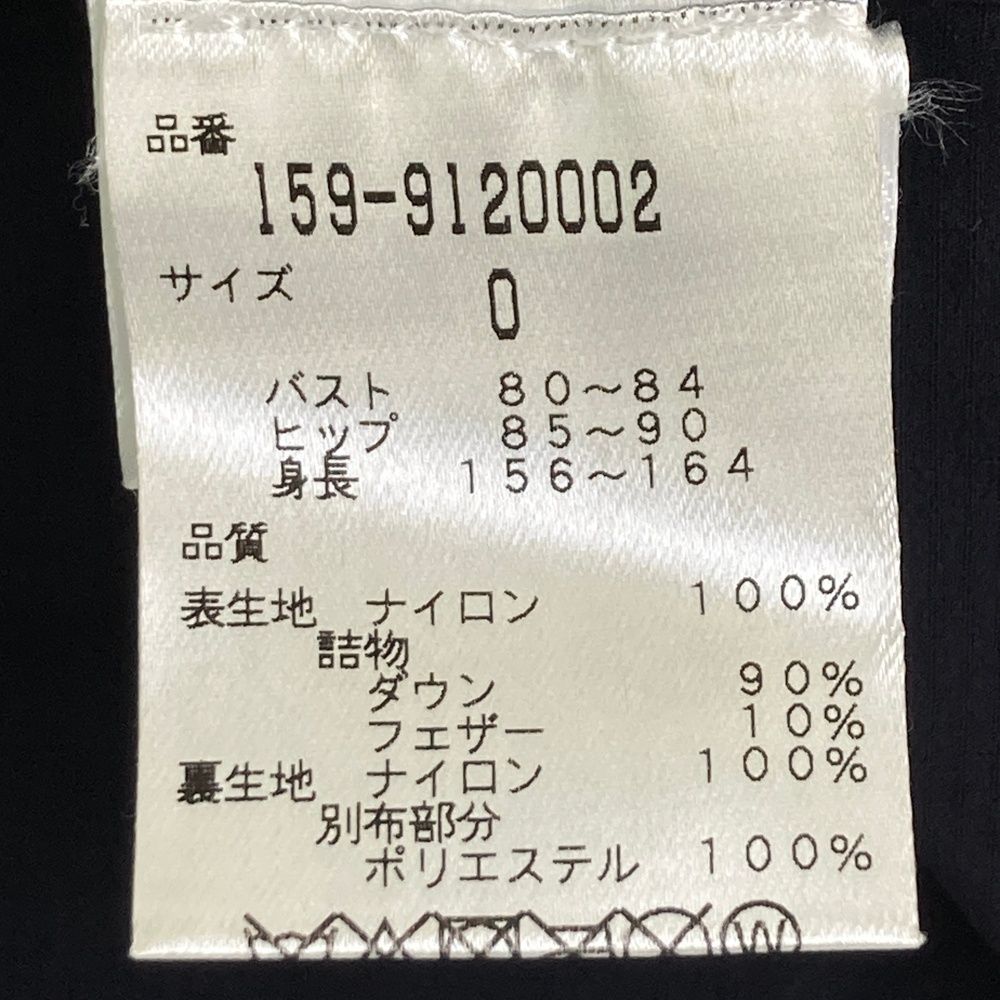 品番
159-9120002
サイズ 0
バスト 80～84
ヒップ 85～90
身長 156～164
品質
表生地 ナイロン 100%
詰物
ダウン 90%
フェザー 10%
裏生地 ナイロン 100%
別布部分
ポリエステル 100%
W